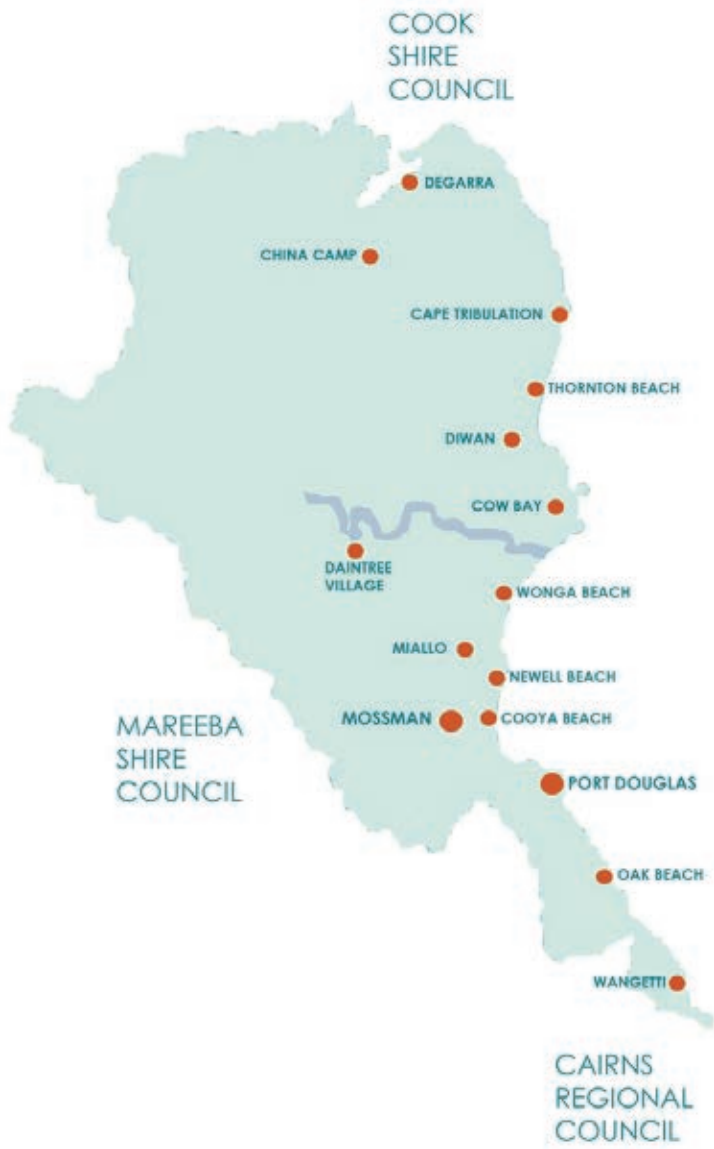 COOK
SHIRE
COUNCIL
DEGARRA
CHINA CAMP
CAPE TRIBULATION
THORNTON BEACH
DIWAN
COW BAY
DAINTREE
VILLAGE
WONGA BEACH
MIALLO
NEWELL BEACH
MOSSMAN
COOYA BEACH
MAREEBA
SHIRE
COUNCIL
PORT DOUGLAS
OAK BEACH
WANGETTI
CAIRNS
REGIONAL
COUNCIL